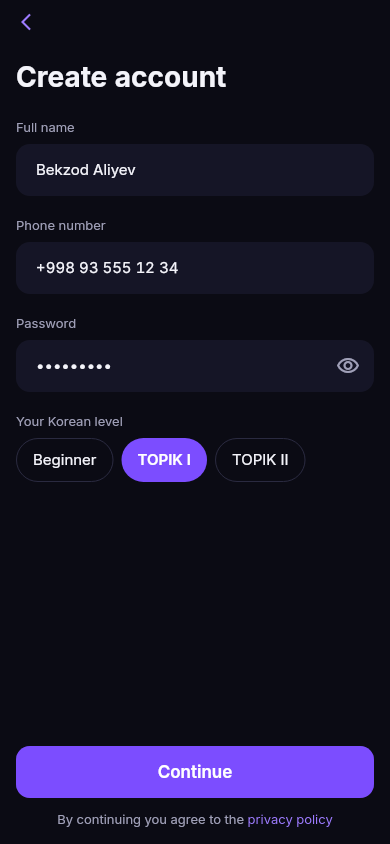 Create account
Full name
Bekzod Aliyev
Phone number
+998 93 555 12 34
Password
•••••••••
Your Korean level
Beginner TOPIK I TOPIK II
Continue
By continuing you agree to the privacy policy